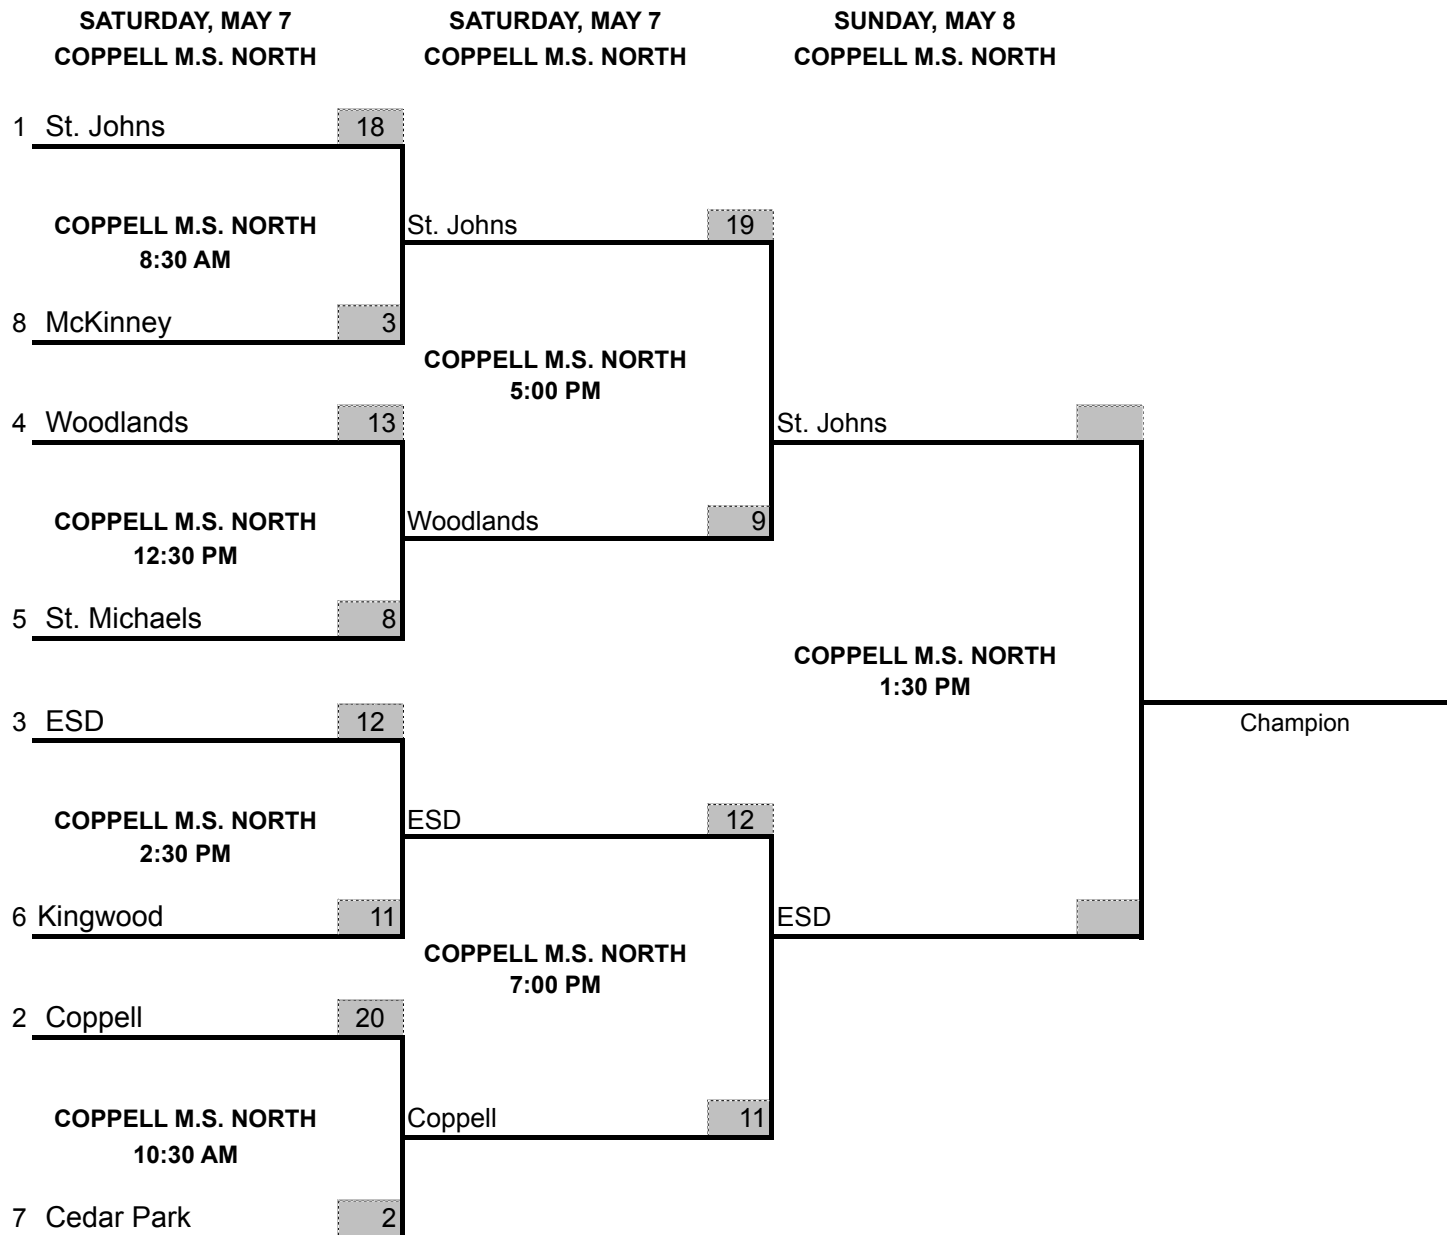 SATURDAY, MAY 7 SATURDAY, MAY 7 SUNDAY, MAY 8
COPPELL M.S. NORTH COPPELL M.S. NORTH COPPELL M.S. NORTH
1 St. Johns 18
COPPELL M.S. NORTH St. Johns 19
8:30 AM
8 McKinney 3
COPPELL M.S. NORTH
5:00 PM
4 Woodlands 13 St. Johns
COPPELL M.S. NORTH Woodlands 9
12:30 PM
5 St. Michaels 8
COPPELL M.S. NORTH
1:30 PM
3 ESD 12 Champion
COPPELL M.S. NORTH ESD 12
2:30 PM
6 Kingwood 11 ESD
COPPELL M.S. NORTH
7:00 PM
2 Coppell 20
COPPELL M.S. NORTH Coppell 11
10:30 AM
7 Cedar Park 2